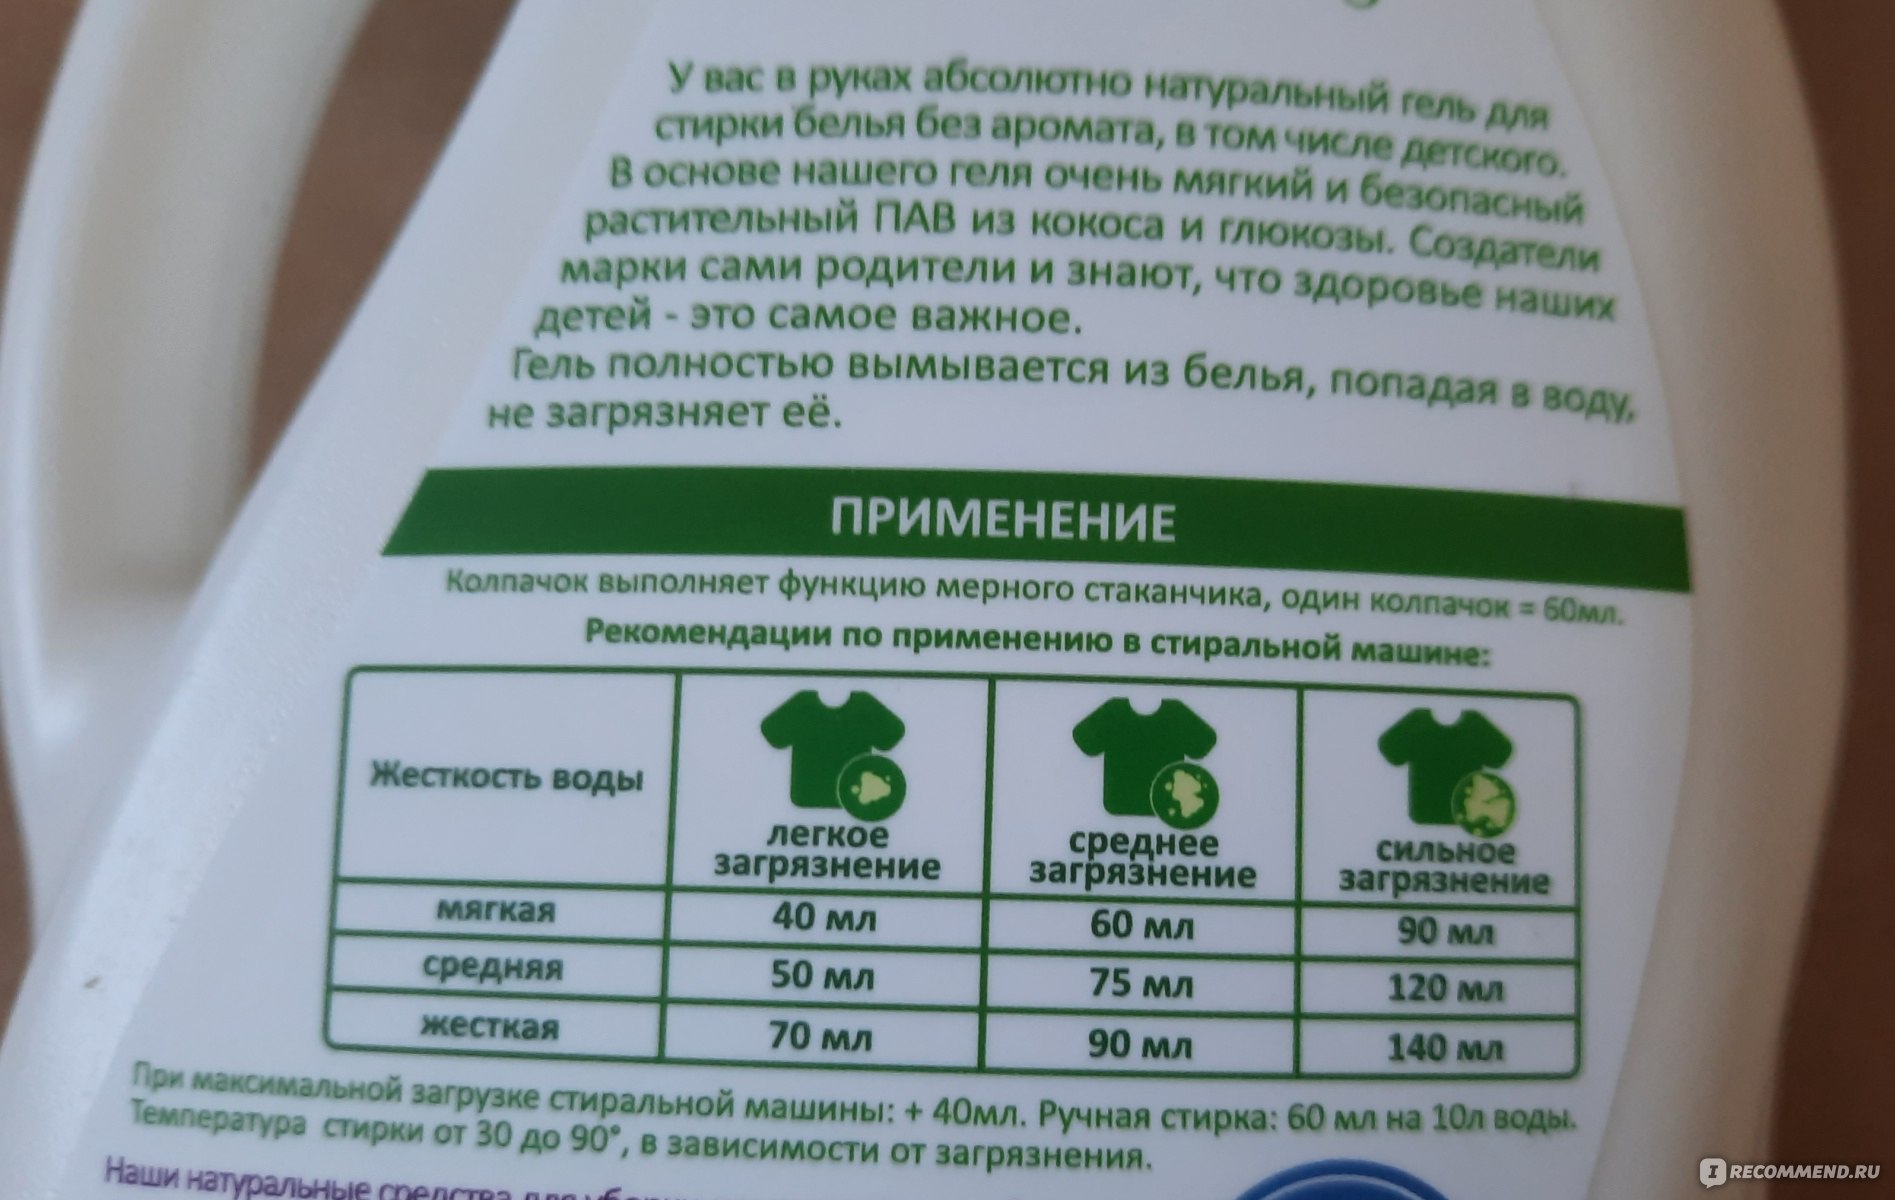 У вас в руках абсолютно натуральный гель для
стирки белья без аромата, в том числе детского.
В основе нашего геля очень мягкий и безопасный
растительный ПАВ из кокоса и глюкозы. Создатели
марки сами родители и знают, что здоровье наших
детей - это самое важное.
Гель полностью вымывается из белья, попадая в воду,
не загрязняет её.
ПРИМЕНЕНИЕ
Колпачок выполняет функцию мерного стаканчика, один колпачок = 60мл.
Рекомендации по применению в стиральной машине:
Жесткость воды
легкое
загрязнение
среднее
загрязнение
сильное
загрязнение
мягкая 40 мл 60 мл 90 мл
средняя 50 мл 75 мл 120 мл
жесткая 70 мл 90 мл 140 мл
При максимальной загрузке стиральной машины: + 40мл. Ручная стирка: 60 мл на 10л воды.
Температура стирки от 30 до 90°, в зависимости от загрязнения.
Наши натуральные средства для
IRECOMMEND.RU